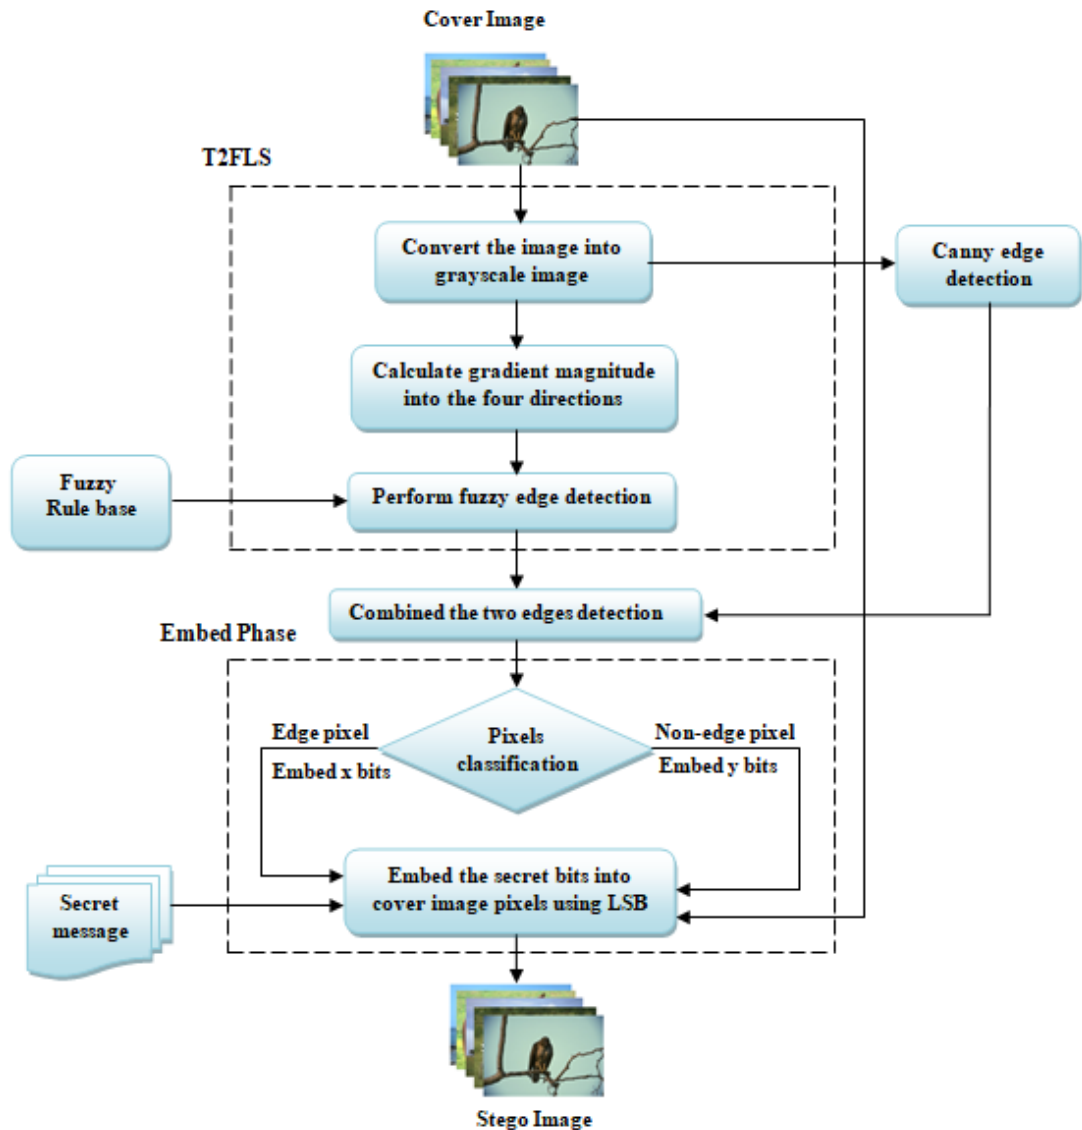 Cover Image
T2FLS
Convert the image into
grayscale image
Canny edge
detection
Calculate gradient magnitude
into the four directions
Fuzzy
Rule base
Perform fuzzy edge detection
Combined the two edges detection
Embed Phase
Edge pixel
Embed x bits
Pixels
classification
Non-edge pixel
Embed y bits
Secret
message
Embed the secret bits into
cover image pixels using LSB
Stego Image